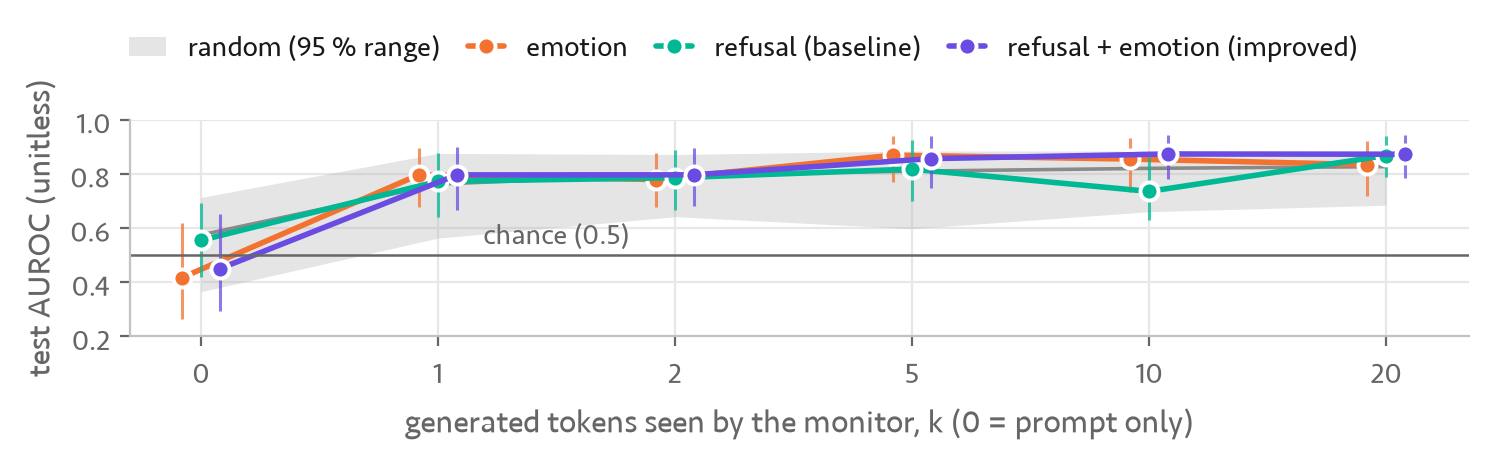 random (95 % range) emotion refusal (baseline) refusal + emotion (improved)
test AUROC (unitless)
1.0
0.8
0.6
0.4
0.2
chance (0.5)
0 1 2 5 10 20
generated tokens seen by the monitor, k (0 = prompt only)